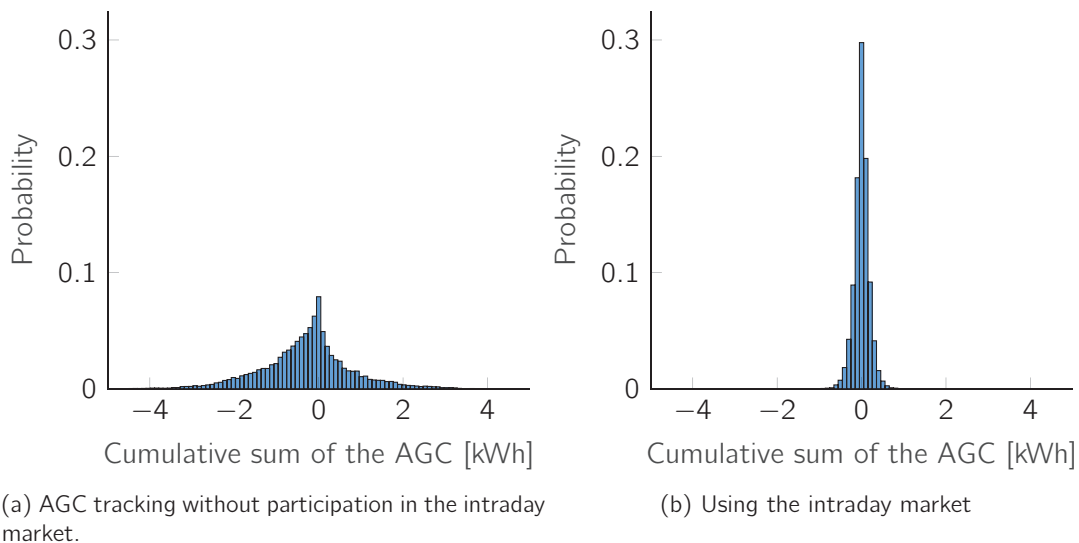 0.3
0.2
0.1
0
Probability
−4 −2 0 2 4
Cumulative sum of the AGC [kWh]
(a) AGC tracking without participation in the intraday
market.
0.3
0.2
0.1
0
Probability
−4 −2 0 2 4
Cumulative sum of the AGC [kWh]
(b) Using the intraday market